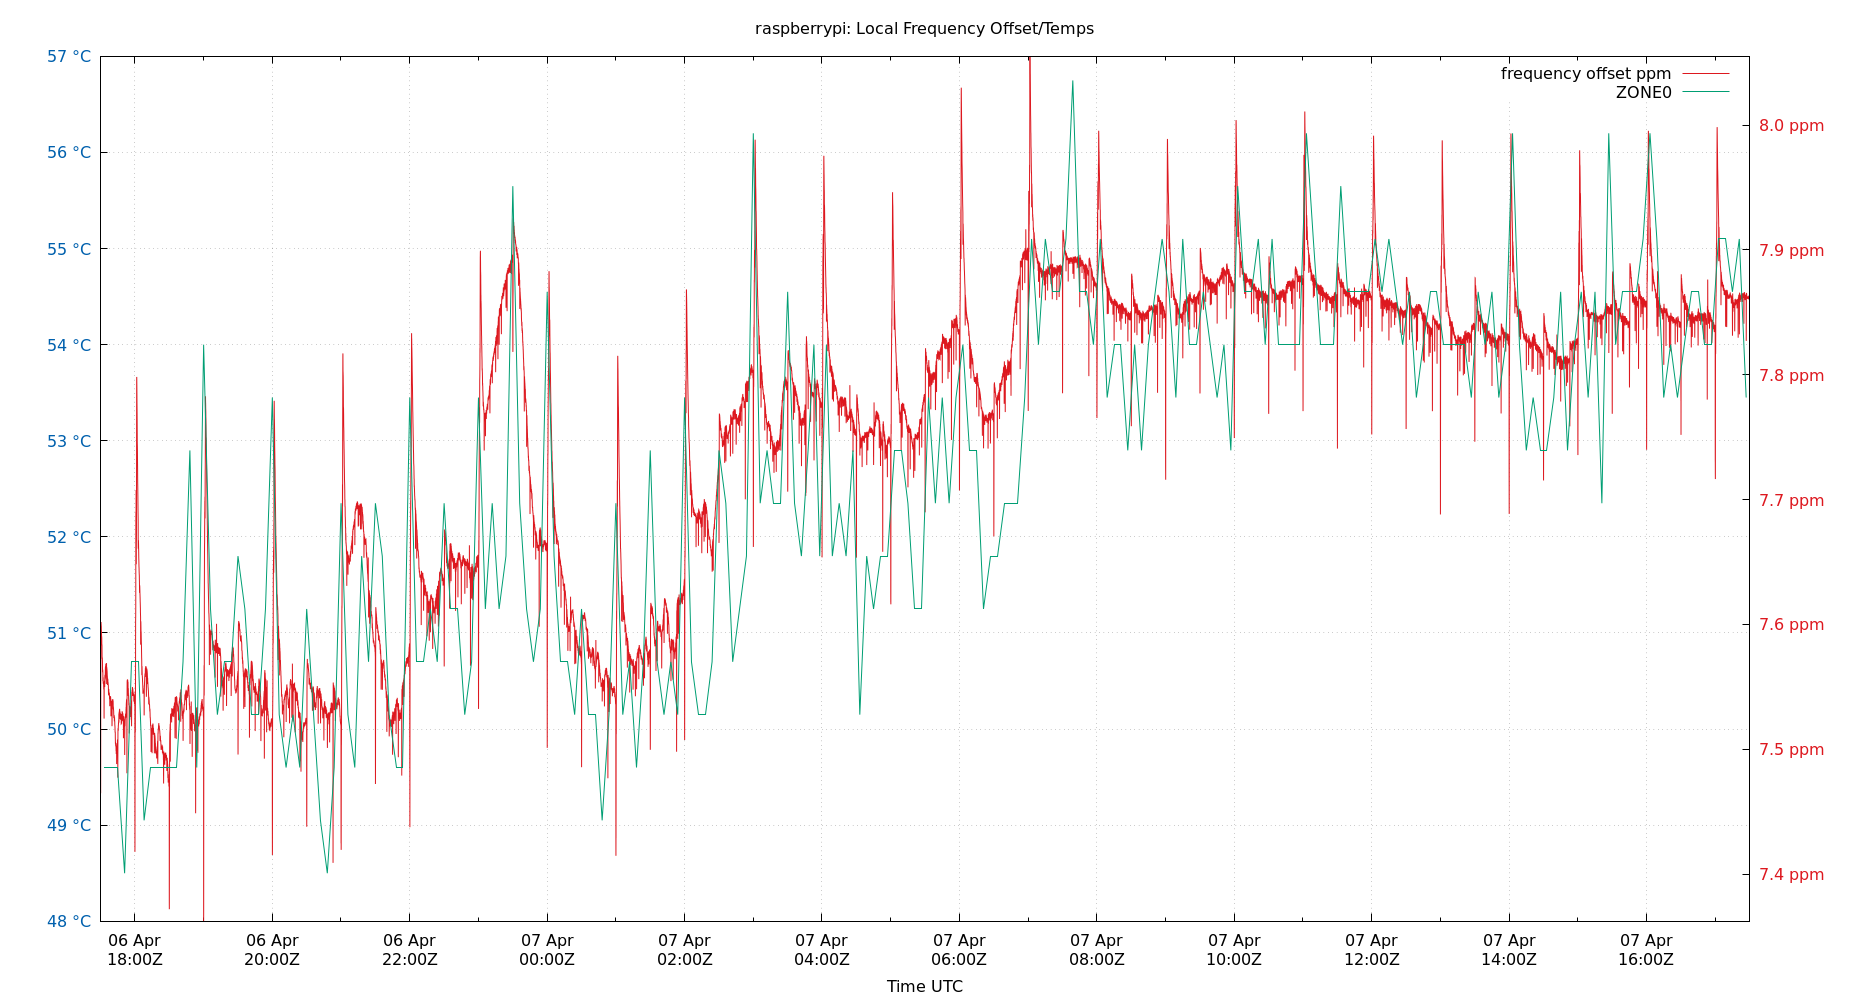 raspberrypi: Local Frequency Offset/Temps
57 °C
56 °C
55 °C
54 °C
53 °C
52 °C
51 °C
50 °C
49 °C
48 °C
frequency offset ppm
ZONE0
8.0 ppm
7.9 ppm
7.8 ppm
7.7 ppm
7.6 ppm
7.5 ppm
7.4 ppm
06 Apr
18:00Z
06 Apr
20:00Z
06 Apr
22:00Z
07 Apr
00:00Z
07 Apr
02:00Z
07 Apr
04:00Z
07 Apr
06:00Z
07 Apr
08:00Z
07 Apr
10:00Z
07 Apr
12:00Z
07 Apr
14:00Z
07 Apr
16:00Z
Time UTC